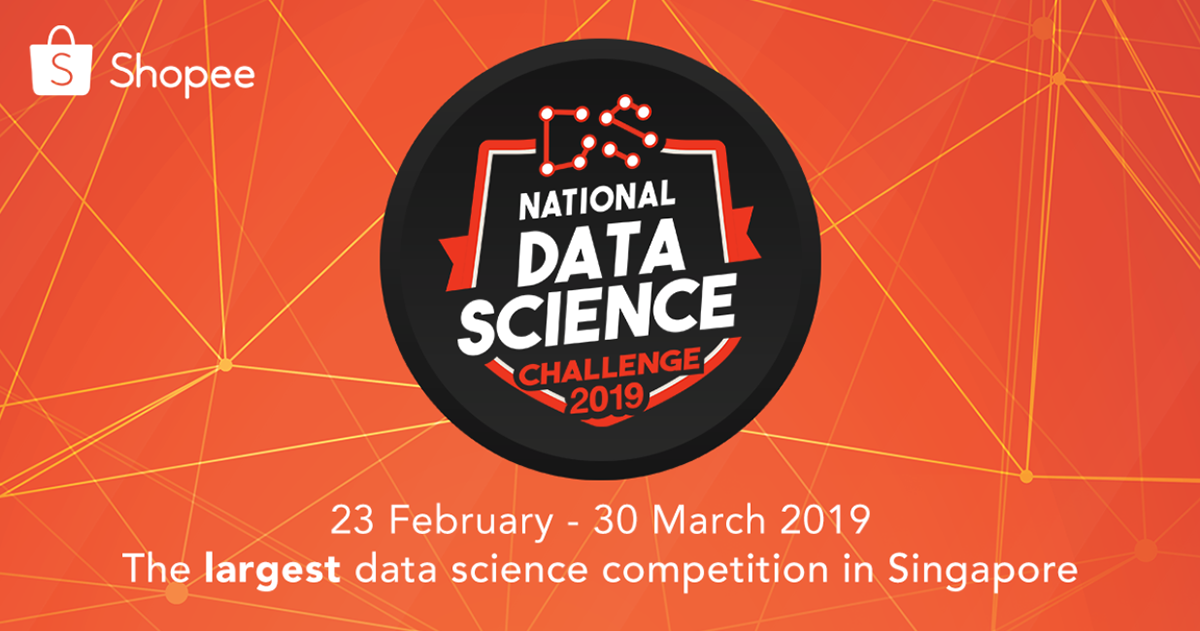 S
Shopee
DS
NATIONAL
DATA
SCIENCE
CHALLENGE
2019
23 February - 30 March 2019
The largest data science competition in Singapore